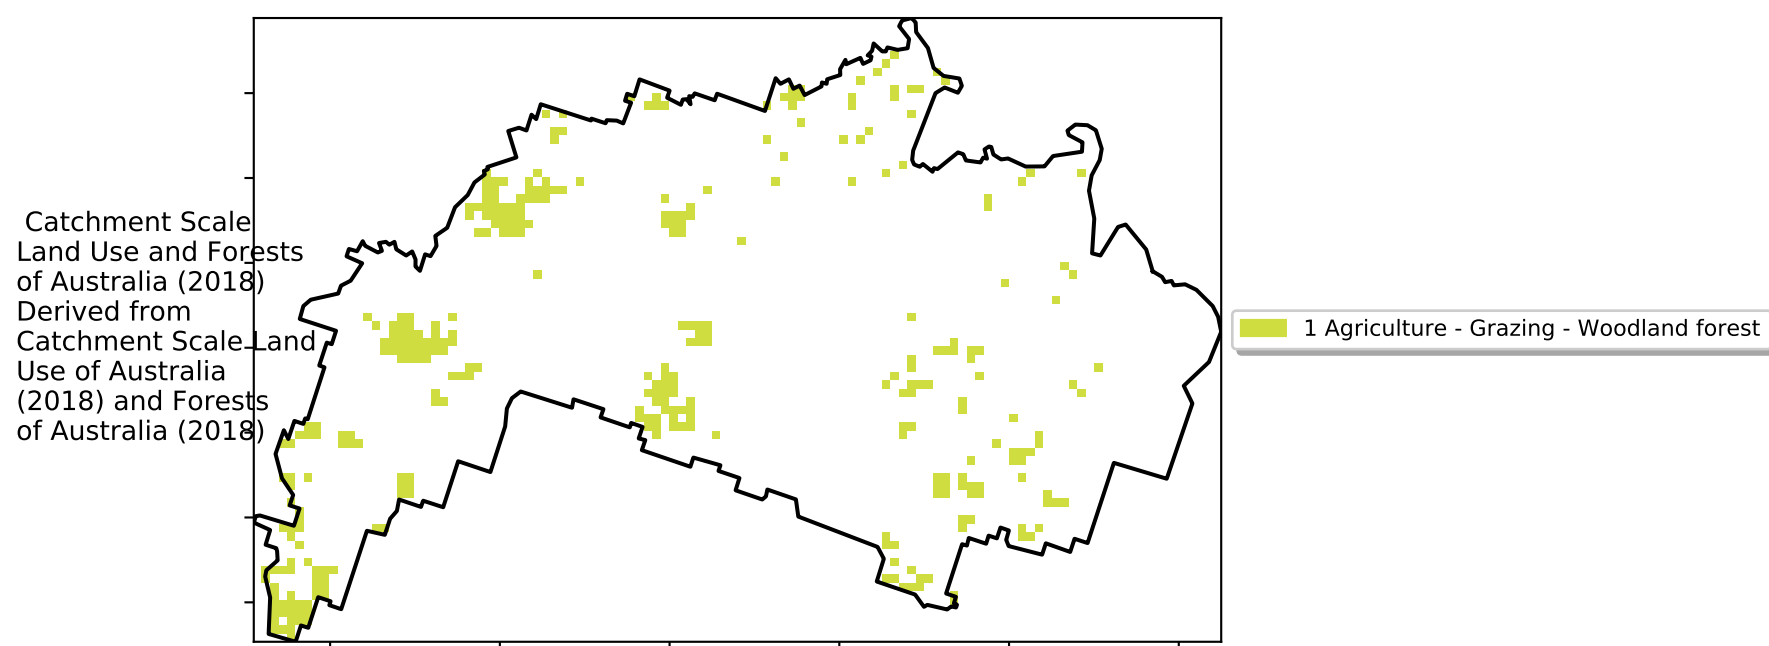 Catchment Scale
Land Use and Forests
of Australia (2018)
Derived from
Catchment Scale Land
Use of Australia
(2018) and Forests
of Australia (2018)
1 Agriculture - Grazing - Woodland forest